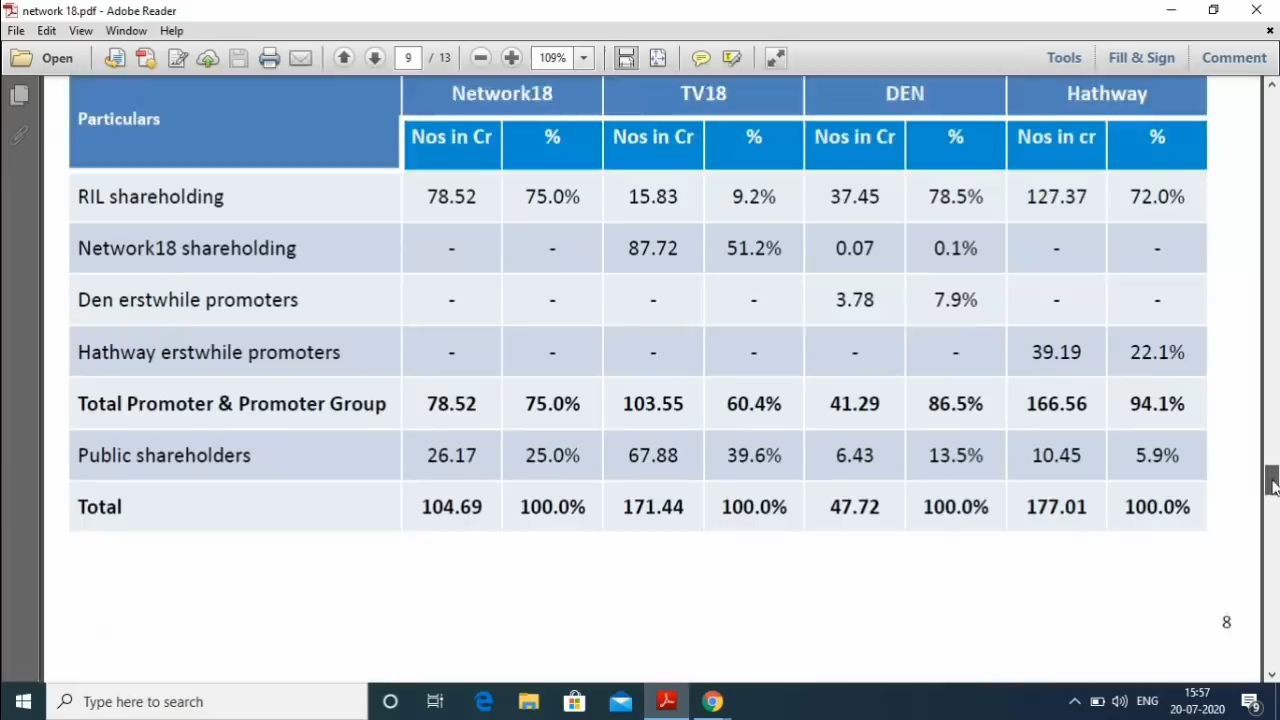 network 18.pdf - Adobe Reader
File Edit View Window Help
Open 9 / 13 109% Tools Fill & Sign Comment
Particulars Network18 TV18 DEN Hathway
Nos in Cr % Nos in Cr % Nos in Cr % Nos in cr %
RIL shareholding 78.52 75.0% 15.83 9.2% 37.45 78.5% 127.37 72.0%
Network18 shareholding - - 87.72 51.2% 0.07 0.1% - -
Den erstwhile promoters - - - - 3.78 7.9% - -
Hathway erstwhile promoters - - - - - - 39.19 22.1%
Total Promoter & Promoter Group 78.52 75.0% 103.55 60.4% 41.29 86.5% 166.56 94.1%
Public shareholders 26.17 25.0% 67.88 39.6% 6.43 13.5% 10.45 5.9%
Total 104.69 100.0% 171.44 100.0% 47.72 100.0% 177.01 100.0%
8
Type here to search ENG 15:57
20-07-2020 9